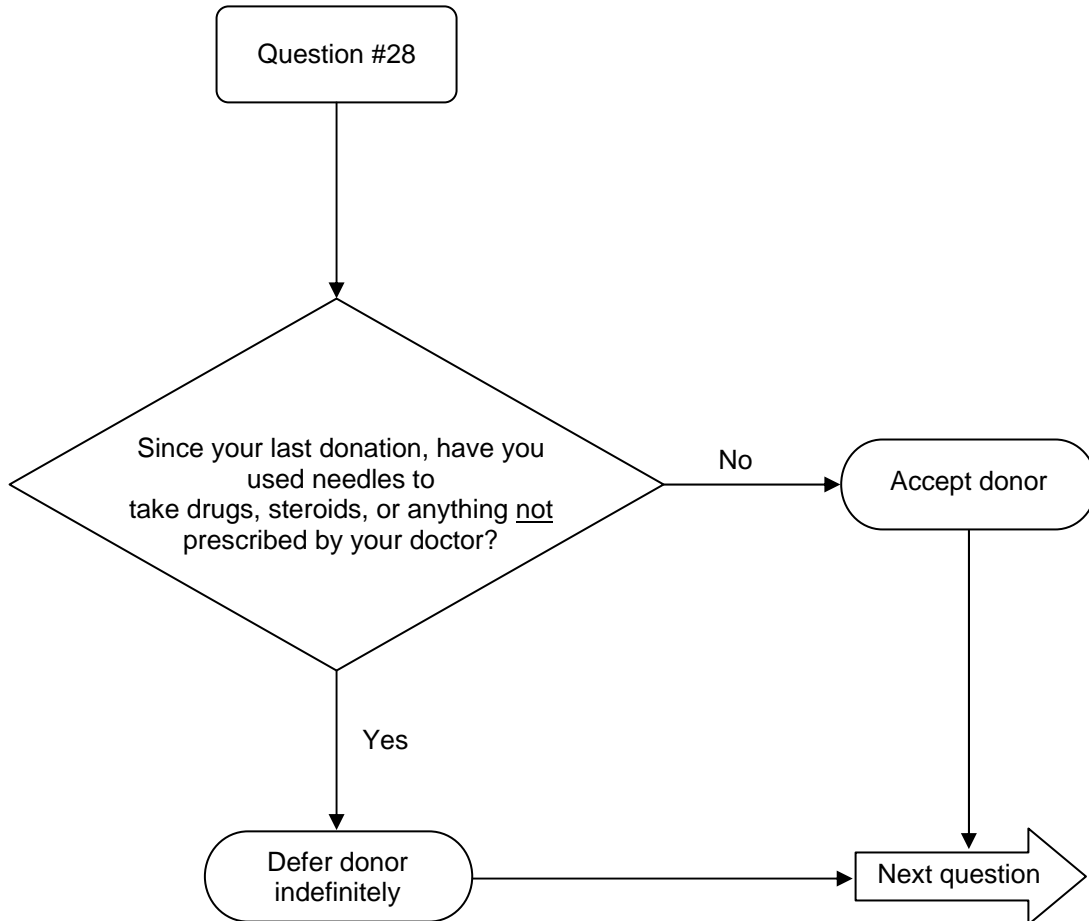 Question #28
Since your last donation, have you
used needles to
take drugs, steroids, or anything not
prescribed by your doctor?
No
Accept donor
Yes
Defer donor
indefinitely
Next question